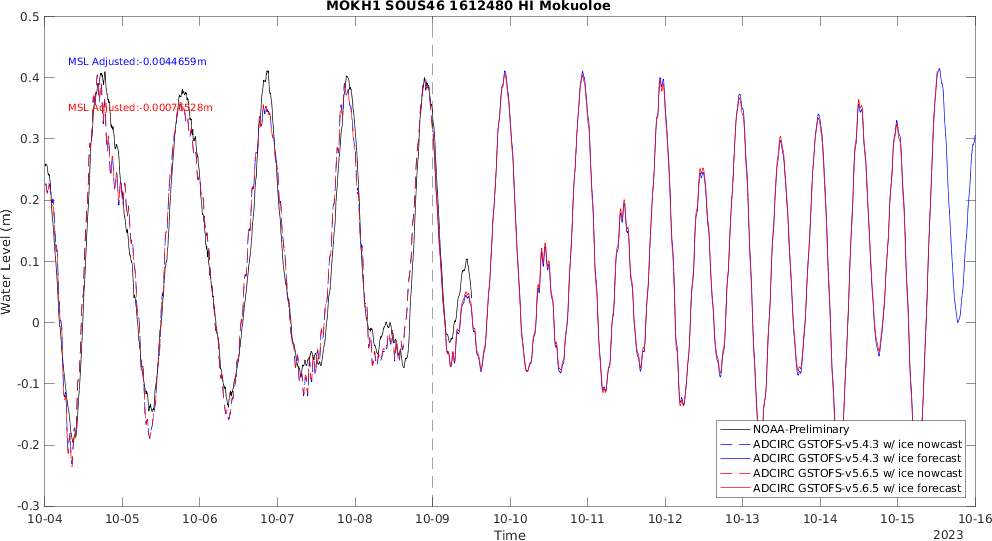 MOKH1 SOUS46 1612480 HI Mokuoloe
0.5
0.4
0.3
0.2
0.1
0
-0.1
-0.2
-0.3
Water Level (m)
MSL Adjusted:-0.0044659m
MSL Adjusted:-0.00076528m
NOAA-Preliminary
ADCIRC GSTOFS-v5.4.3 w/ ice nowcast
ADCIRC GSTOFS-v5.4.3 w/ ice forecast
ADCIRC GSTOFS-v5.6.5 w/ ice nowcast
ADCIRC GSTOFS-v5.6.5 w/ ice forecast
10-04 10-05 10-06 10-07 10-08 10-09 10-10 10-11 10-12 10-13 10-14 10-15 10-16
Time
2023